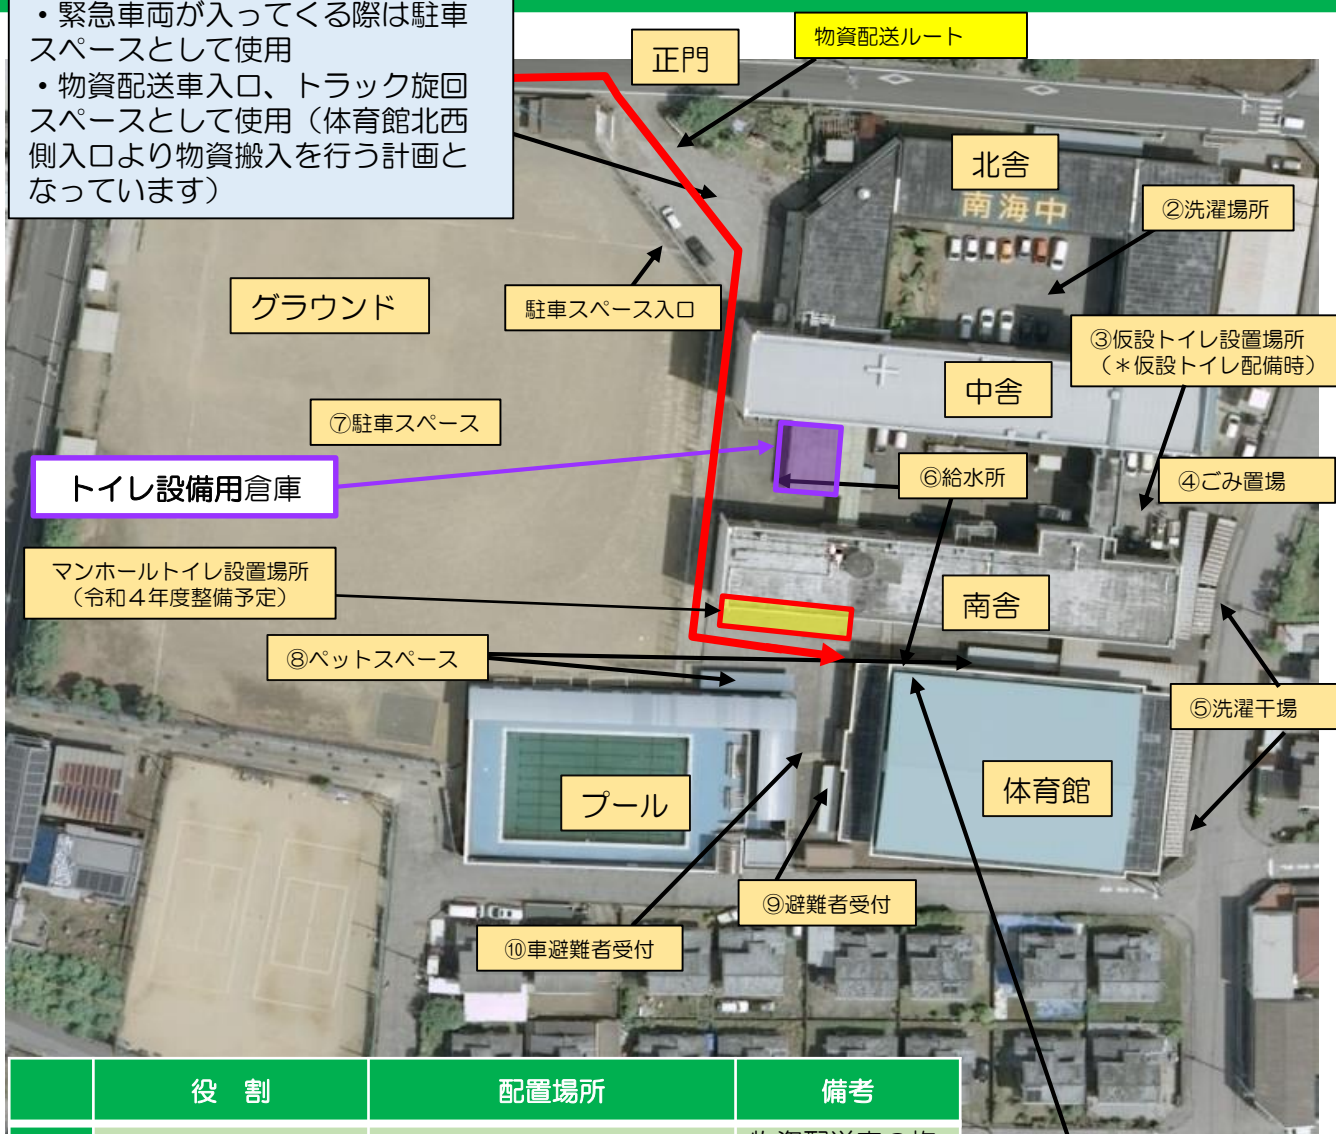 ・緊急車両が入ってくる際は駐車
スペースとして使用
・物資配送車入口、トラック旋回
スペースとして使用（体育館北西
側入口より物資搬入を行う計画と
なっています）
正門
物資配送ルート
北舎
南海中
②洗濯場所
グラウンド
駐車スペース入口
③仮設トイレ設置場所
（＊仮設トイレ配備時）
中舎
⑦駐車スペース
トイレ設備用倉庫
⑥給水所
④ごみ置場
マンホールトイレ設置場所
（令和４年度整備予定）
南舎
⑧ペットスペース
⑤洗濯干場
プール
体育館
⑨避難者受付
⑩車避難者受付
役　割
配置場所
備考